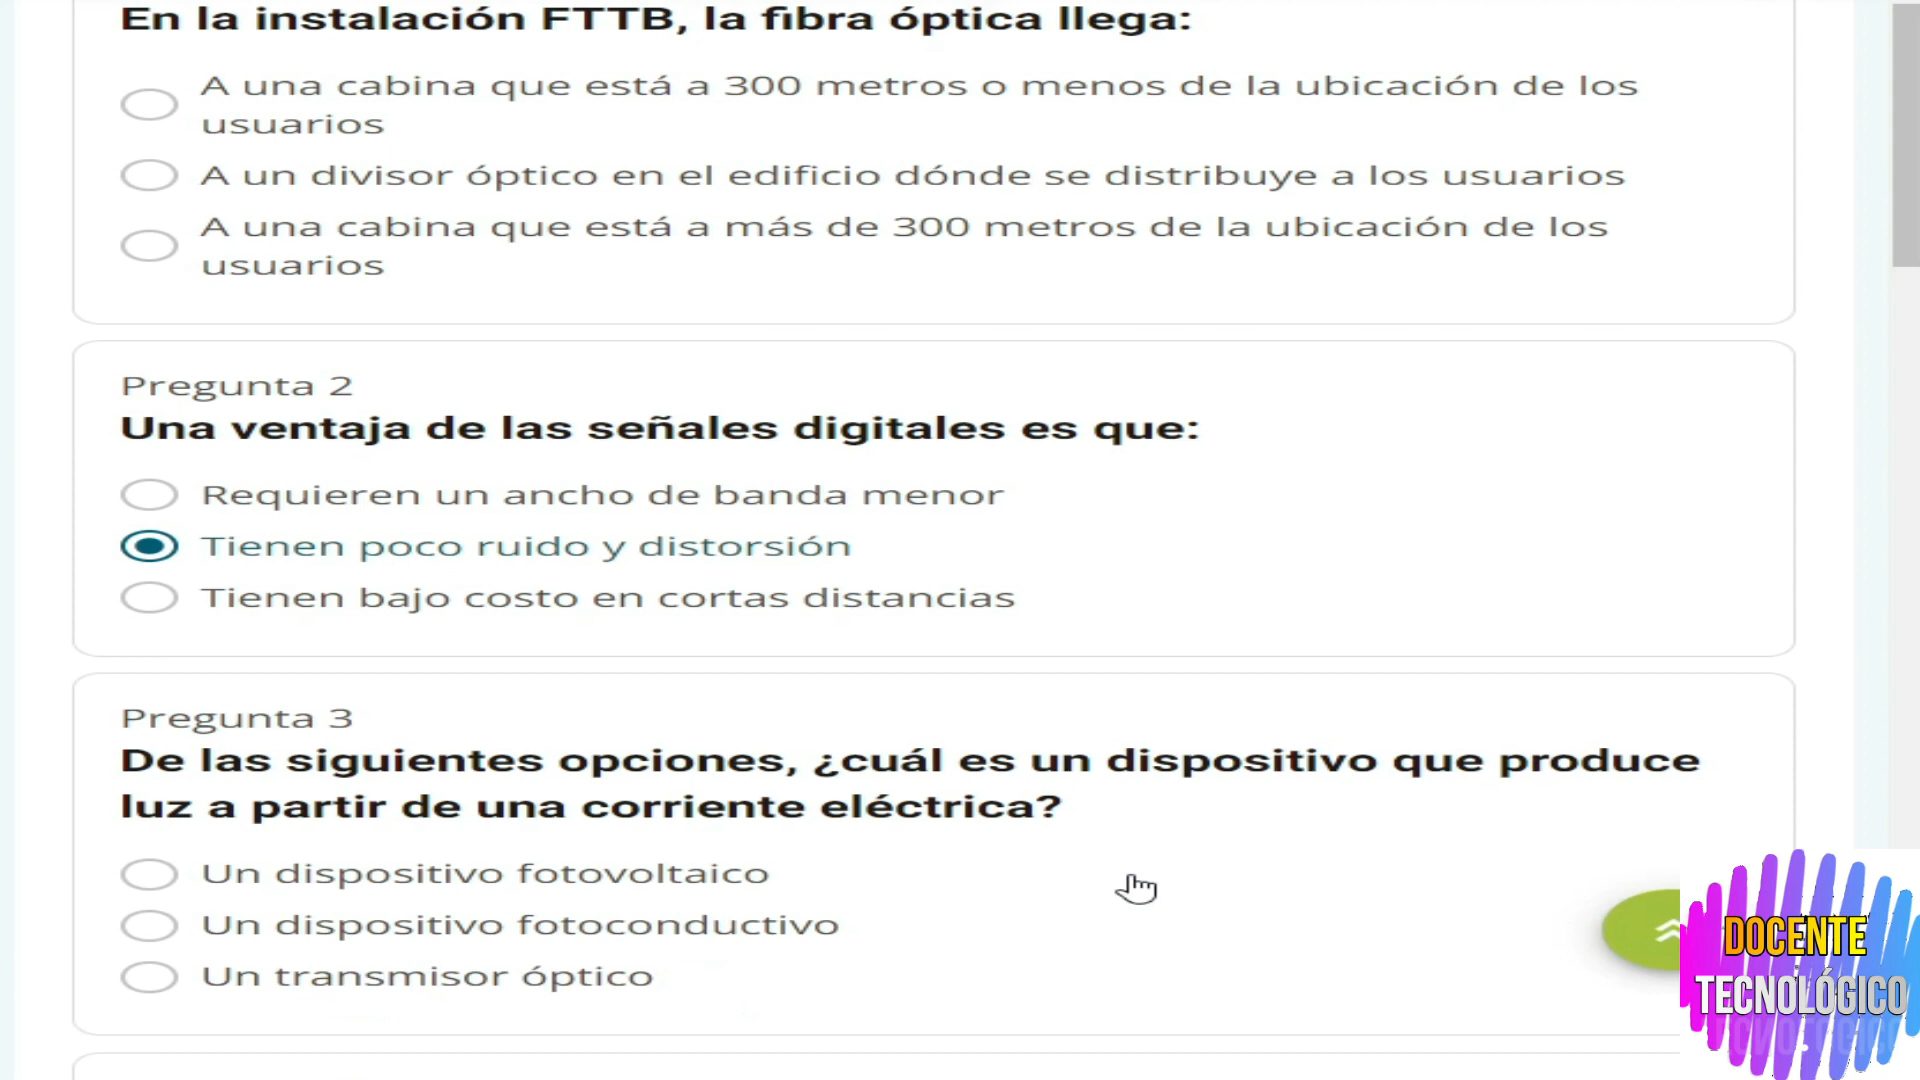 En la instalación FTTB, la fibra óptica llega:
A una cabina que está a 300 metros o menos de la ubicación de los
usuarios
A un divisor óptico en el edificio dónde se distribuye a los usuarios
A una cabina que está a más de 300 metros de la ubicación de los
usuarios
Pregunta 2
Una ventaja de las señales digitales es que:
Requieren un ancho de banda menor
Tienen poco ruido y distorsión
Tienen bajo costo en cortas distancias
Pregunta 3
De las siguientes opciones, ¿cuál es un dispositivo que produce
luz a partir de una corriente eléctrica?
Un dispositivo fotovoltaico
Un dispositivo fotoconductivo
Un transmisor óptico
DOCENTE
TECNOLÓGICO